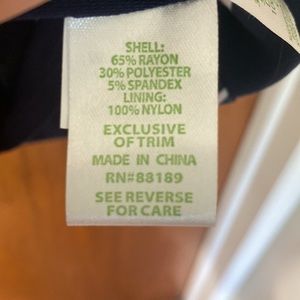 SHELL:
65% RAYON
30% POLYESTER
5% SPANDEX
LINING:
100% NYLON
EXCLUSIVE
OF TRIM
MADE IN CHINA
RN#88189
SEE REVERSE
FOR CARE